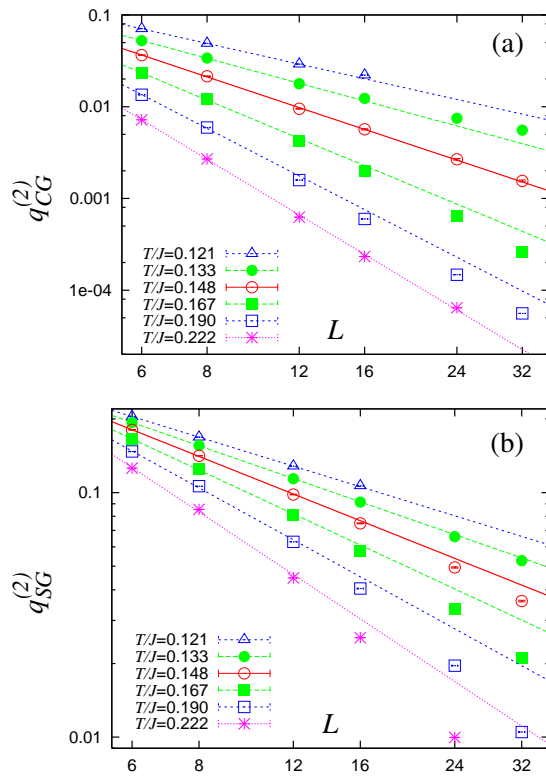 (a)
0.1
0.01
0.001
1e-04
q_{CG}^{(2)}
T/J=0.121
T/J=0.133
T/J=0.148
T/J=0.167
T/J=0.190
T/J=0.222
L
6 8 12 16 24 32
(b)
0.1
0.01
q_{SG}^{(2)}
T/J=0.121
T/J=0.133
T/J=0.148
T/J=0.167
T/J=0.190
T/J=0.222
L
6 8 12 16 24 32